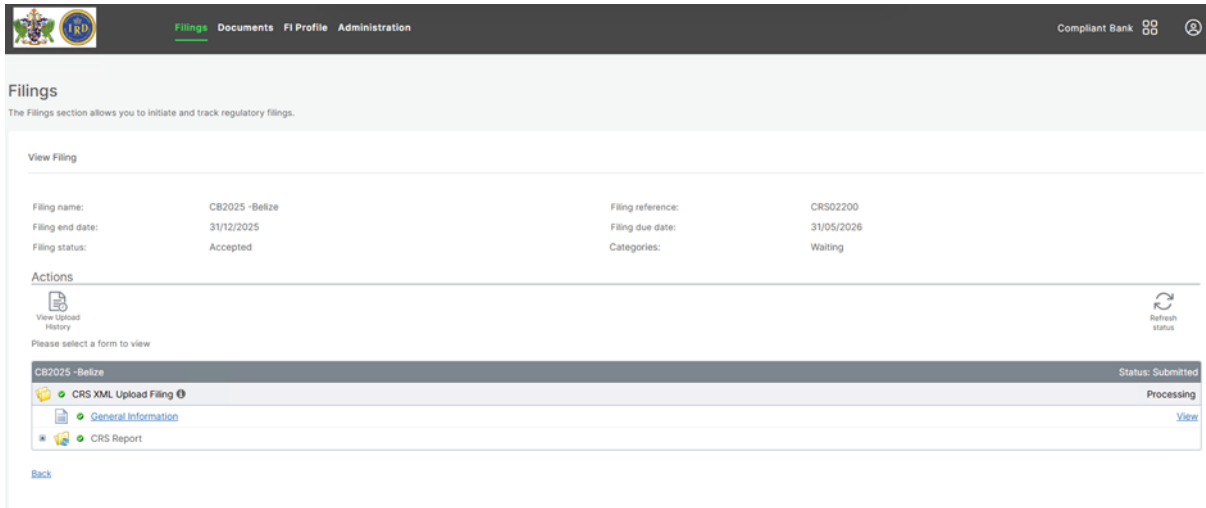 IRD Filings Documents FI Profile Administration Compliant Bank
Filings
The Filings section allows you to initiate and track regulatory filings.
View Filing
Filing name: CB2025 -Belize Filing reference: CRS02200
Filing end date: 31/12/2025 Filing due date: 31/05/2026
Filing status: Accepted Categories: Waiting
Actions
View Upload
History
Refresh
status
Please select a form to view
CB2025 -Belize Status: Submitted
CRS XML Upload Filing Processing
General Information View
CRS Report
Back